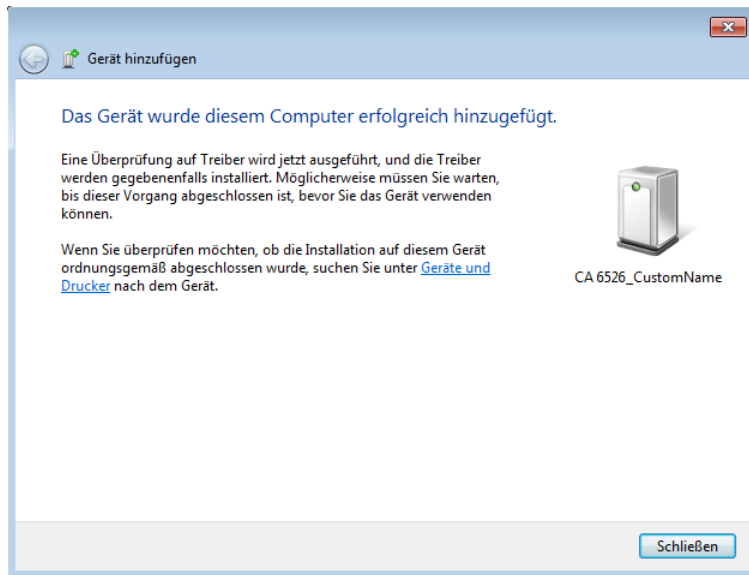 Gerät hinzufügen
Das Gerät wurde diesem Computer erfolgreich hinzugefügt.
Eine Überprüfung auf Treiber wird jetzt ausgeführt, und die Treiber
werden gegebenenfalls installiert. Möglicherweise müssen Sie warten,
bis dieser Vorgang abgeschlossen ist, bevor Sie das Gerät verwenden
können.
Wenn Sie überprüfen möchten, ob die Installation auf diesem Gerät
ordnungsgemäß abgeschlossen wurde, suchen Sie unter Geräte und
Drucker nach dem Gerät.
CA 6526_CustomName
Schließen